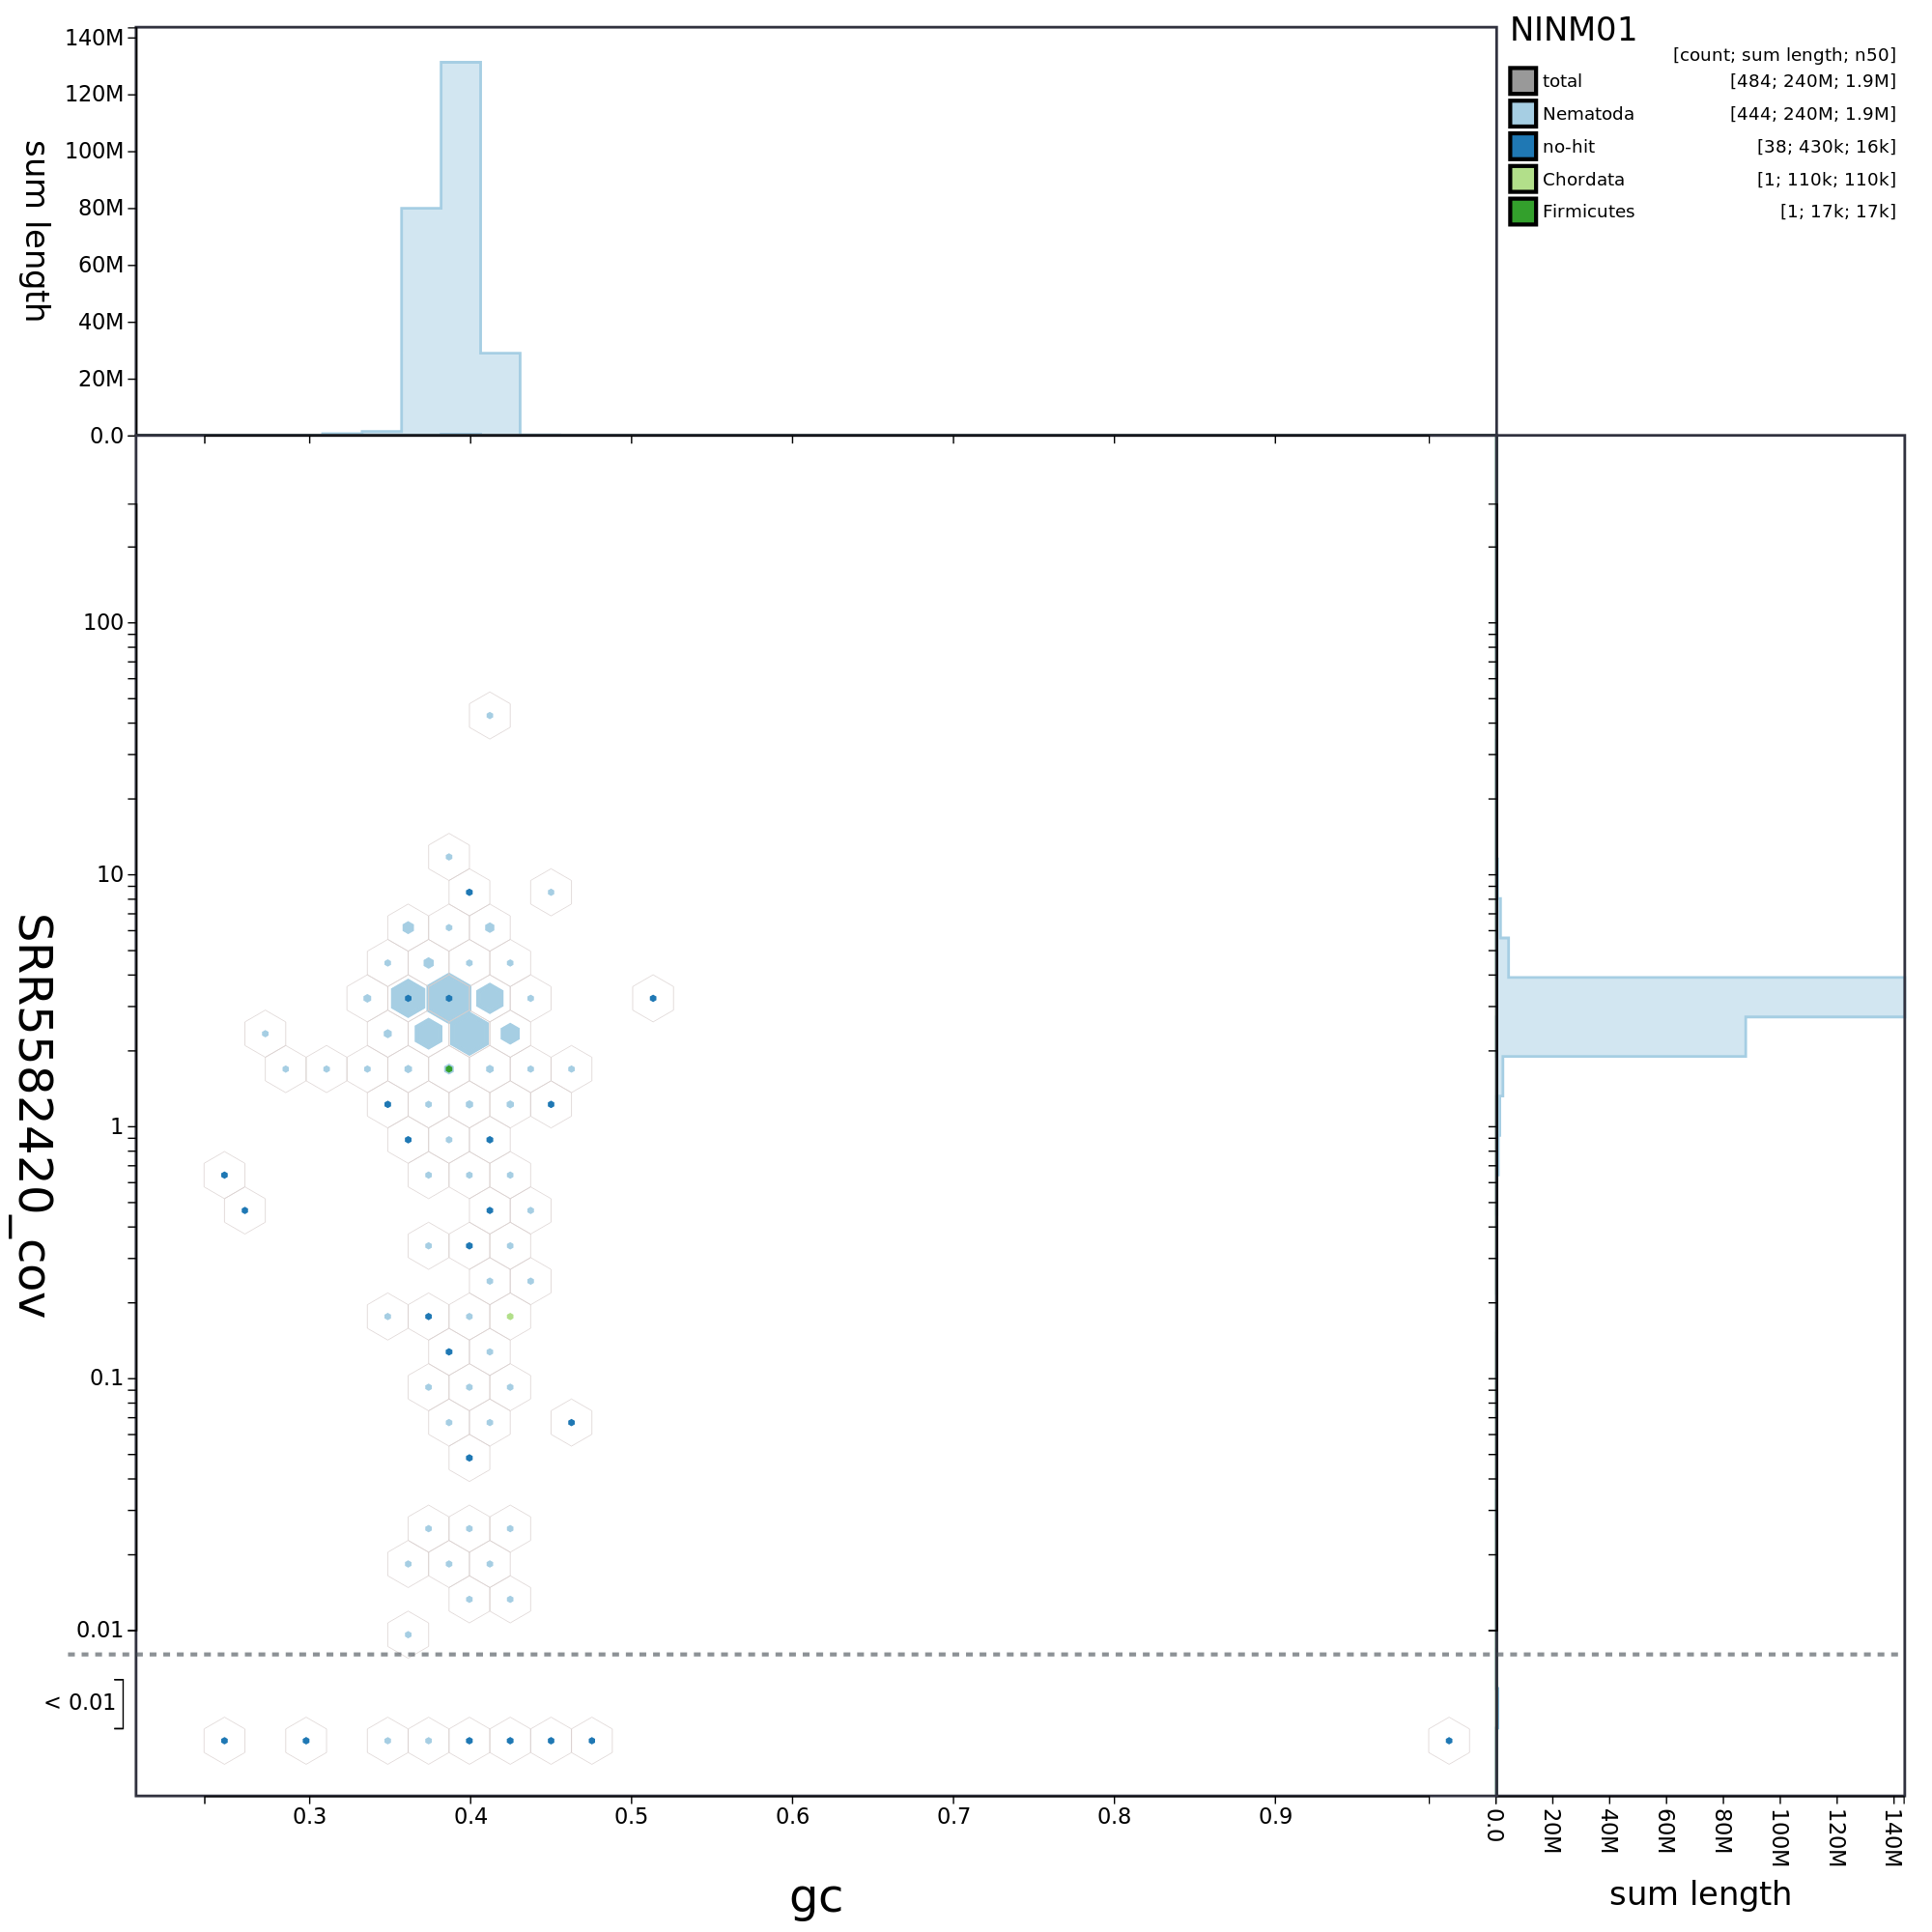 NINM01
[count; sum length; n50]
total [484; 240M; 1.9M]
Nematoda [444; 240M; 1.9M]
no-hit [38; 430k; 16k]
Chordata [1; 110k; 110k]
Firmicutes [1; 17k; 17k]
sum length
140M
120M
100M
80M
60M
40M
20M
0.0
SRR5582420_cov
100
10
1
0.1
0.01
< 0.01
0.3 0.4 0.5 0.6 0.7 0.8 0.9
gc
0.0 20M 40M 60M 80M 100M 120M 140M
sum length